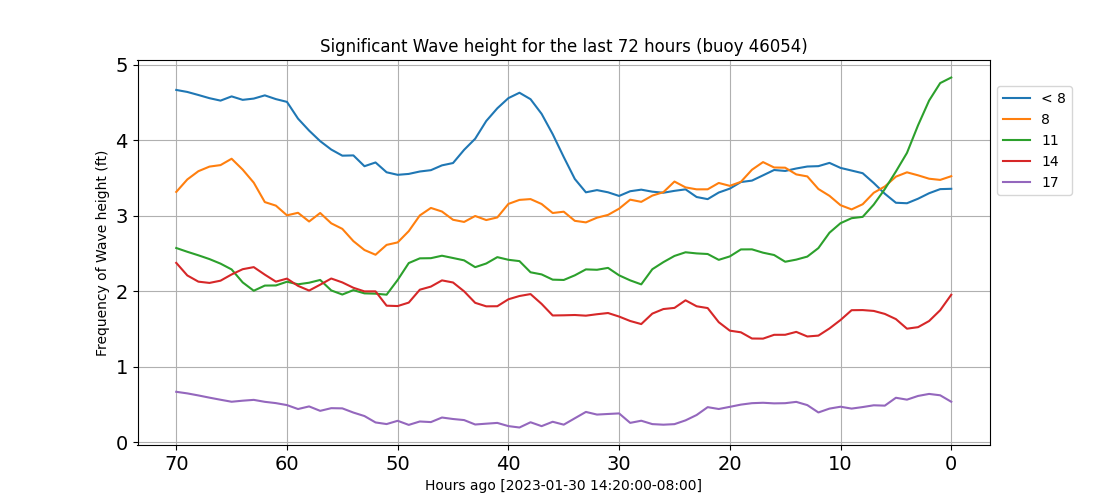 Significant Wave height for the last 72 hours (buoy 46054)
Frequency of Wave height (ft)
5
4
3
2
1
0
70 60 50 40 30 20 10 0
Hours ago [2023-01-30 14:20:00-08:00]
< 8
8
11
14
17